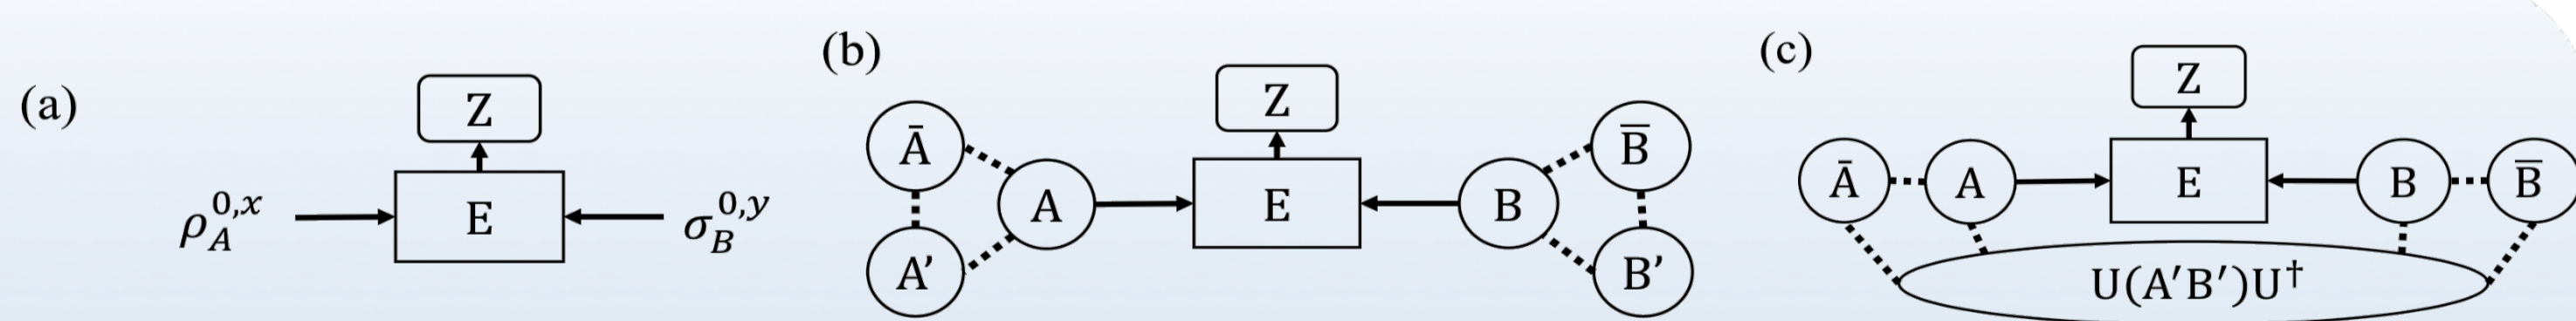 (a)
Z
E
ρ_A^{0,x}
σ_B^{0,y}
(b)
Z
Ā
A
A'
E
B
B̅
B'
(c)
Z
Ā
A
E
B
B̅
U(A′B′)U†